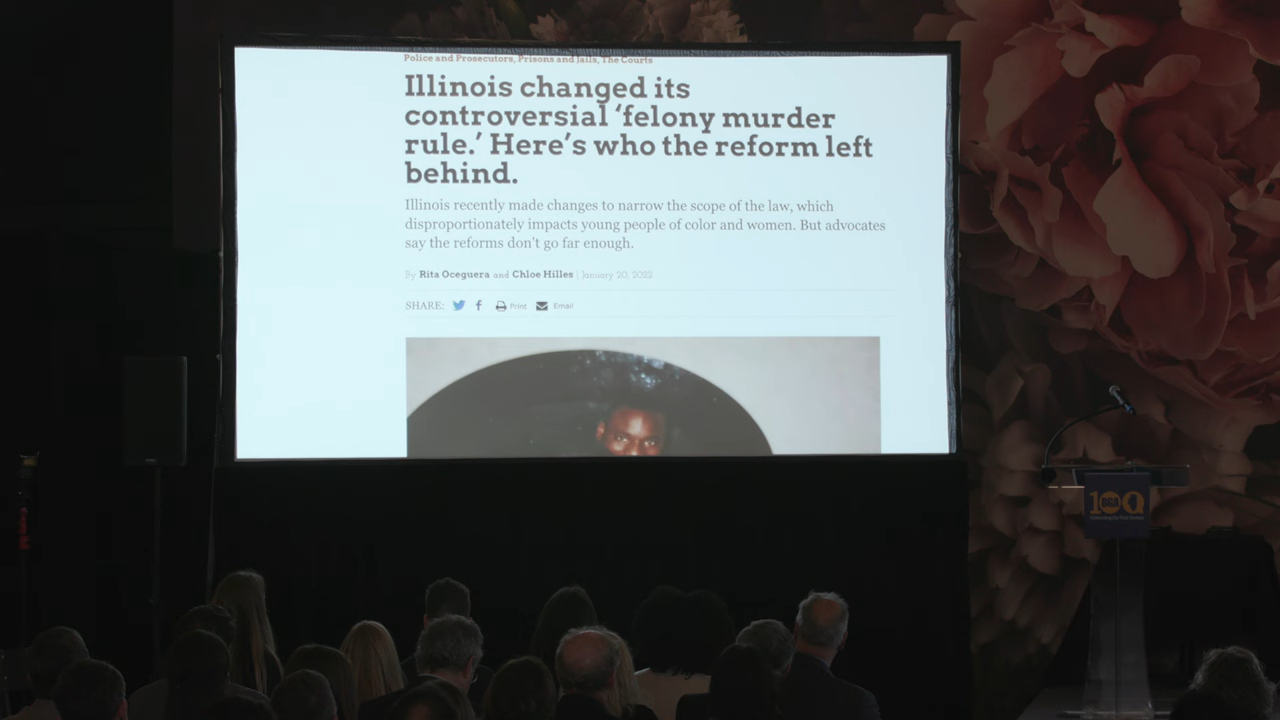 Police and Prosecutors, Prisons and Jails, The Courts
Illinois changed its
controversial ‘felony murder
rule.’ Here’s who the reform left
behind.
Illinois recently made changes to narrow the scope of the law, which
disproportionately impacts young people of color and women. But advocates
say the reforms don’t go far enough.
By Rita Oceguera and Chloe Hilles | January 20, 2022
SHARE: Print Email
100
BGA